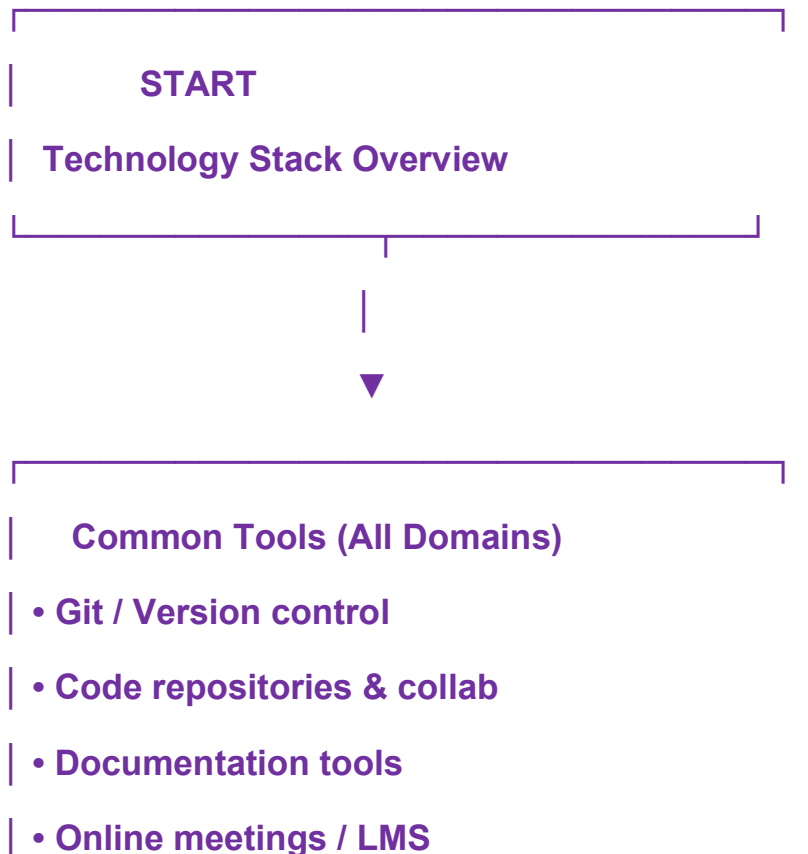 START
Technology Stack Overview
▼
Common Tools (All Domains)
• Git / Version control
• Code repositories & collab
• Documentation tools
• Online meetings / LMS